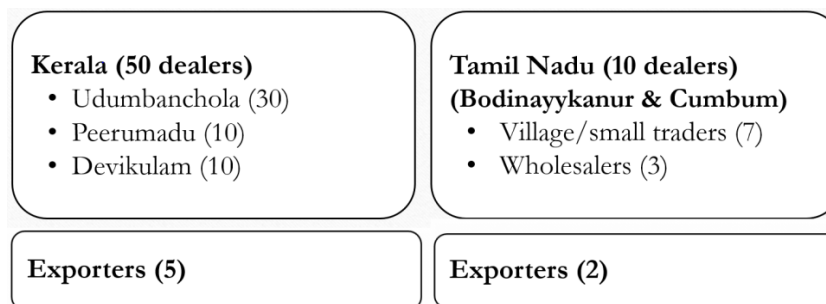 Kerala (50 dealers)
• Udumbanchola (30)
• Peerumadu (10)
• Devikulam (10)
Tamil Nadu (10 dealers)
(Bodinayykanur & Cumbum)
• Village/small traders (7)
• Wholesalers (3)
Exporters (5)
Exporters (2)